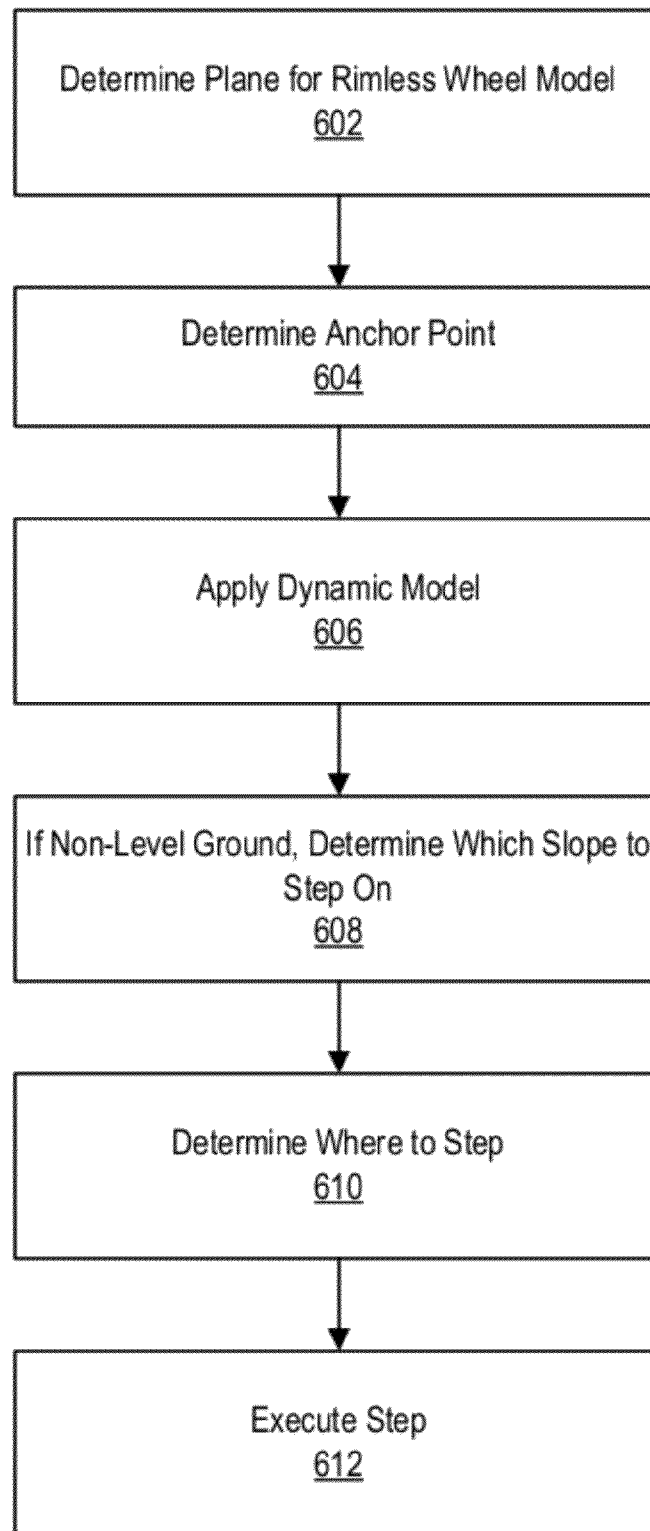 Determine Plane for Rimless Wheel Model
602
Determine Anchor Point
604
Apply Dynamic Model
606
If Non-Level Ground, Determine Which Slope to
Step On
608
Determine Where to Step
610
Execute Step
612